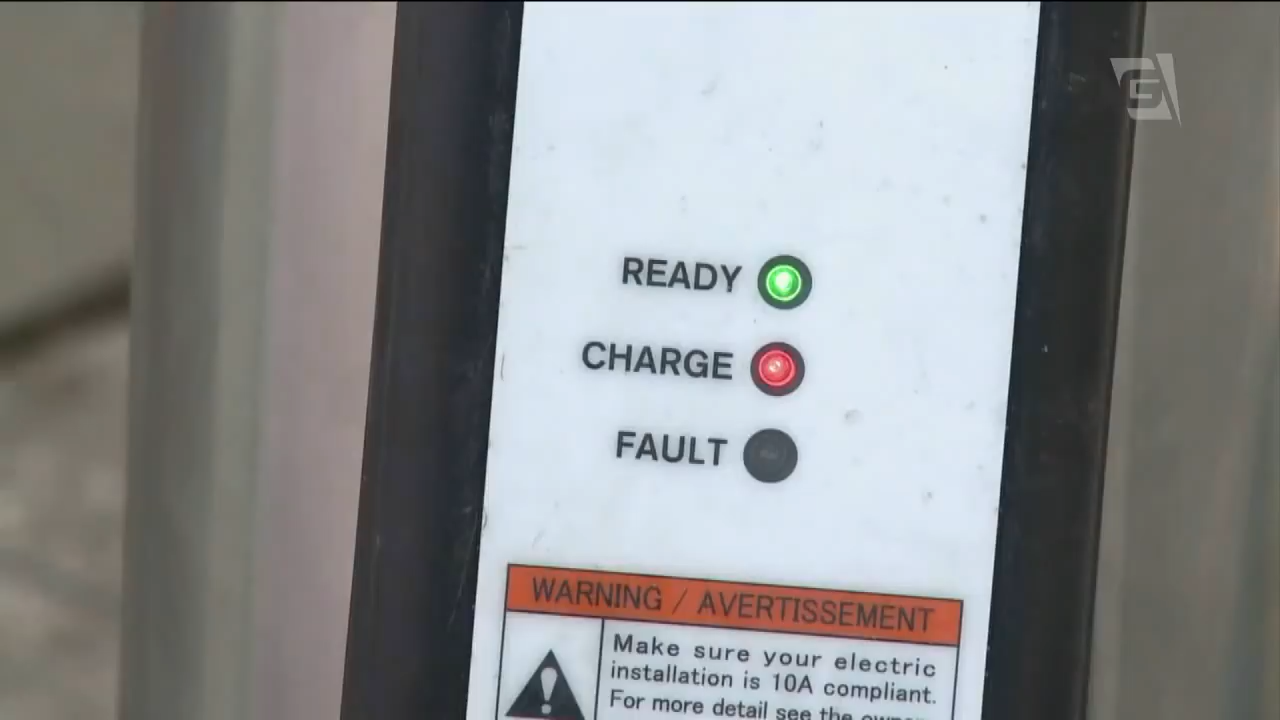 READY
CHARGE
FAULT
WARNING / AVERTISSEMENT
Make sure your electric
installation is 10A compliant.
For more detail see the